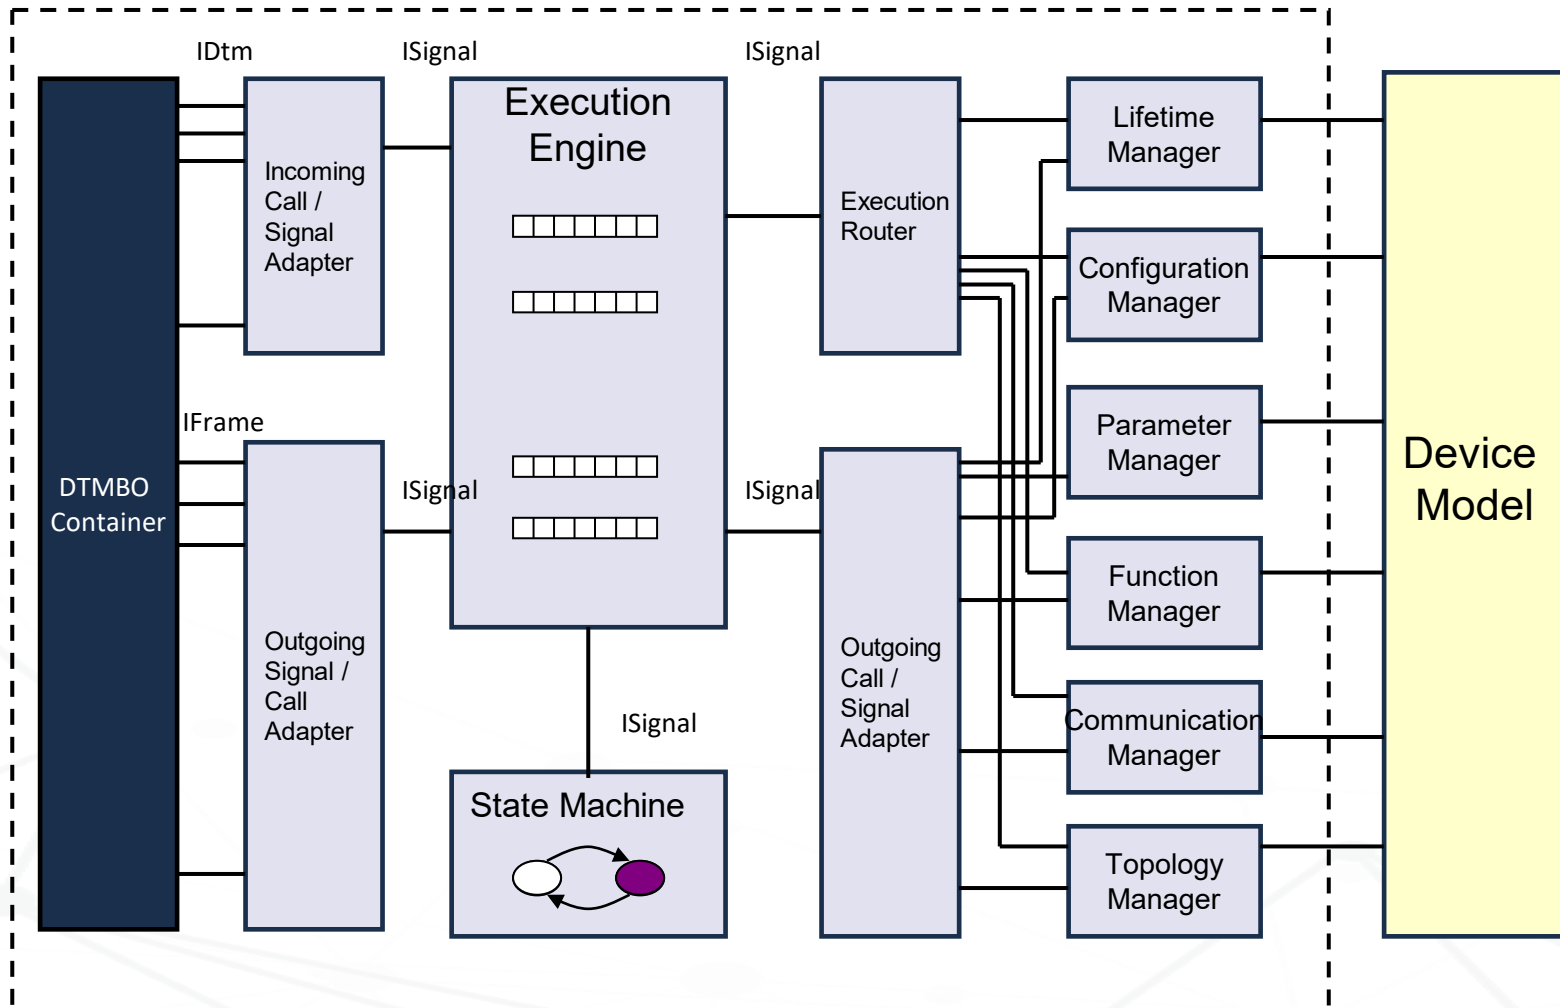 IDtm
ISignal
ISignal
Execution
Engine
Incoming
Call /
Signal
Adapter
Execution
Router
Lifetime
Manager
Configuration
Manager
IFrame
DTMBO
Container
ISignal
ISignal
Parameter
Manager
Device
Model
Function
Manager
Outgoing
Signal /
Call
Adapter
Outgoing
Call /
Signal
Adapter
ISignal
Communication
Manager
State Machine
Topology
Manager